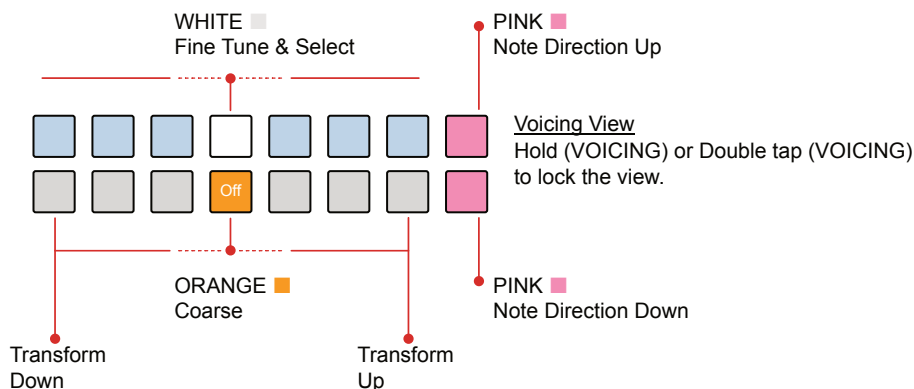 WHITE
Fine Tune & Select
PINK
Note Direction Up
Voicing View
Hold (VOICING) or Double tap (VOICING)
to lock the view.
Off
ORANGE
Coarse
PINK
Note Direction Down
Transform
Down
Transform
Up